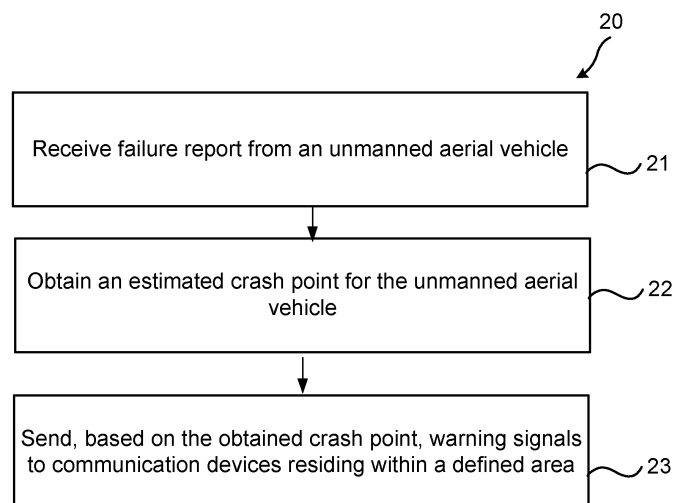 20
Receive failure report from an unmanned aerial vehicle
21
Obtain an estimated crash point for the unmanned aerial
vehicle
22
Send, based on the obtained crash point, warning signals
to communication devices residing within a defined area
23